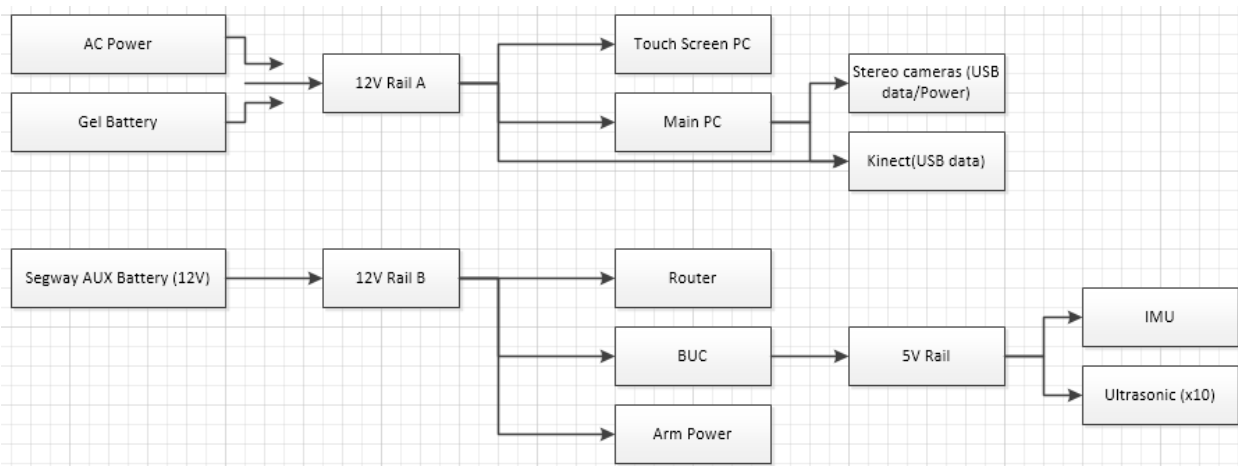 AC Power
Touch Screen PC
12V Rail A
Stereo cameras (USB
data/Power)
Gel Battery
Main PC
Kinect(USB data)
Segway AUX Battery (12V)
12V Rail B
Router
IMU
BUC
5V Rail
Ultrasonic (x10)
Arm Power